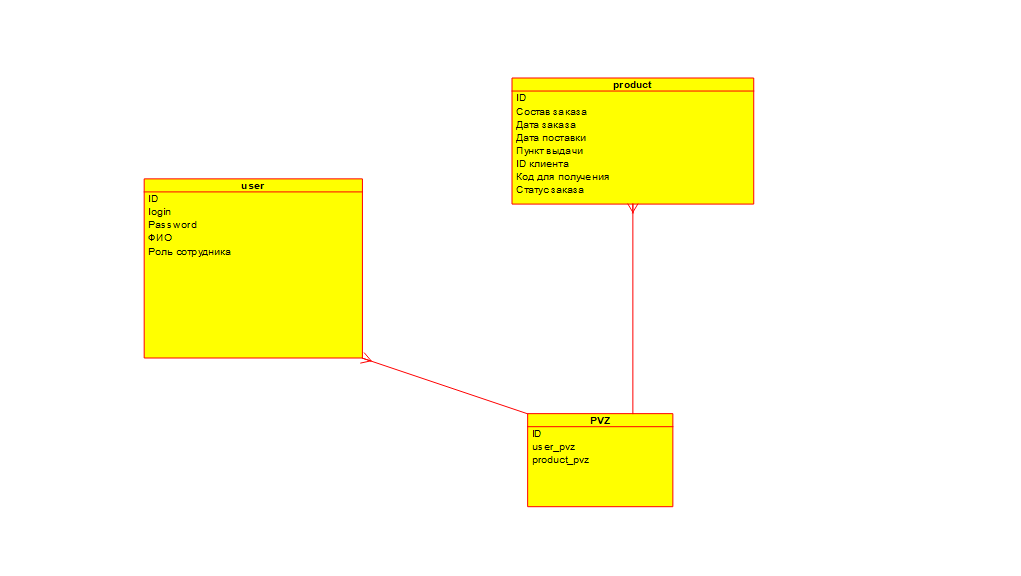 product
ID
Состав заказа
Дата заказа
Дата поставки
Пункт выдачи
ID клиента
Код для получения
Статус заказа
user
ID
login
Password
ФИО
Роль сотрудника
PVZ
ID
user_pvz
product_pvz